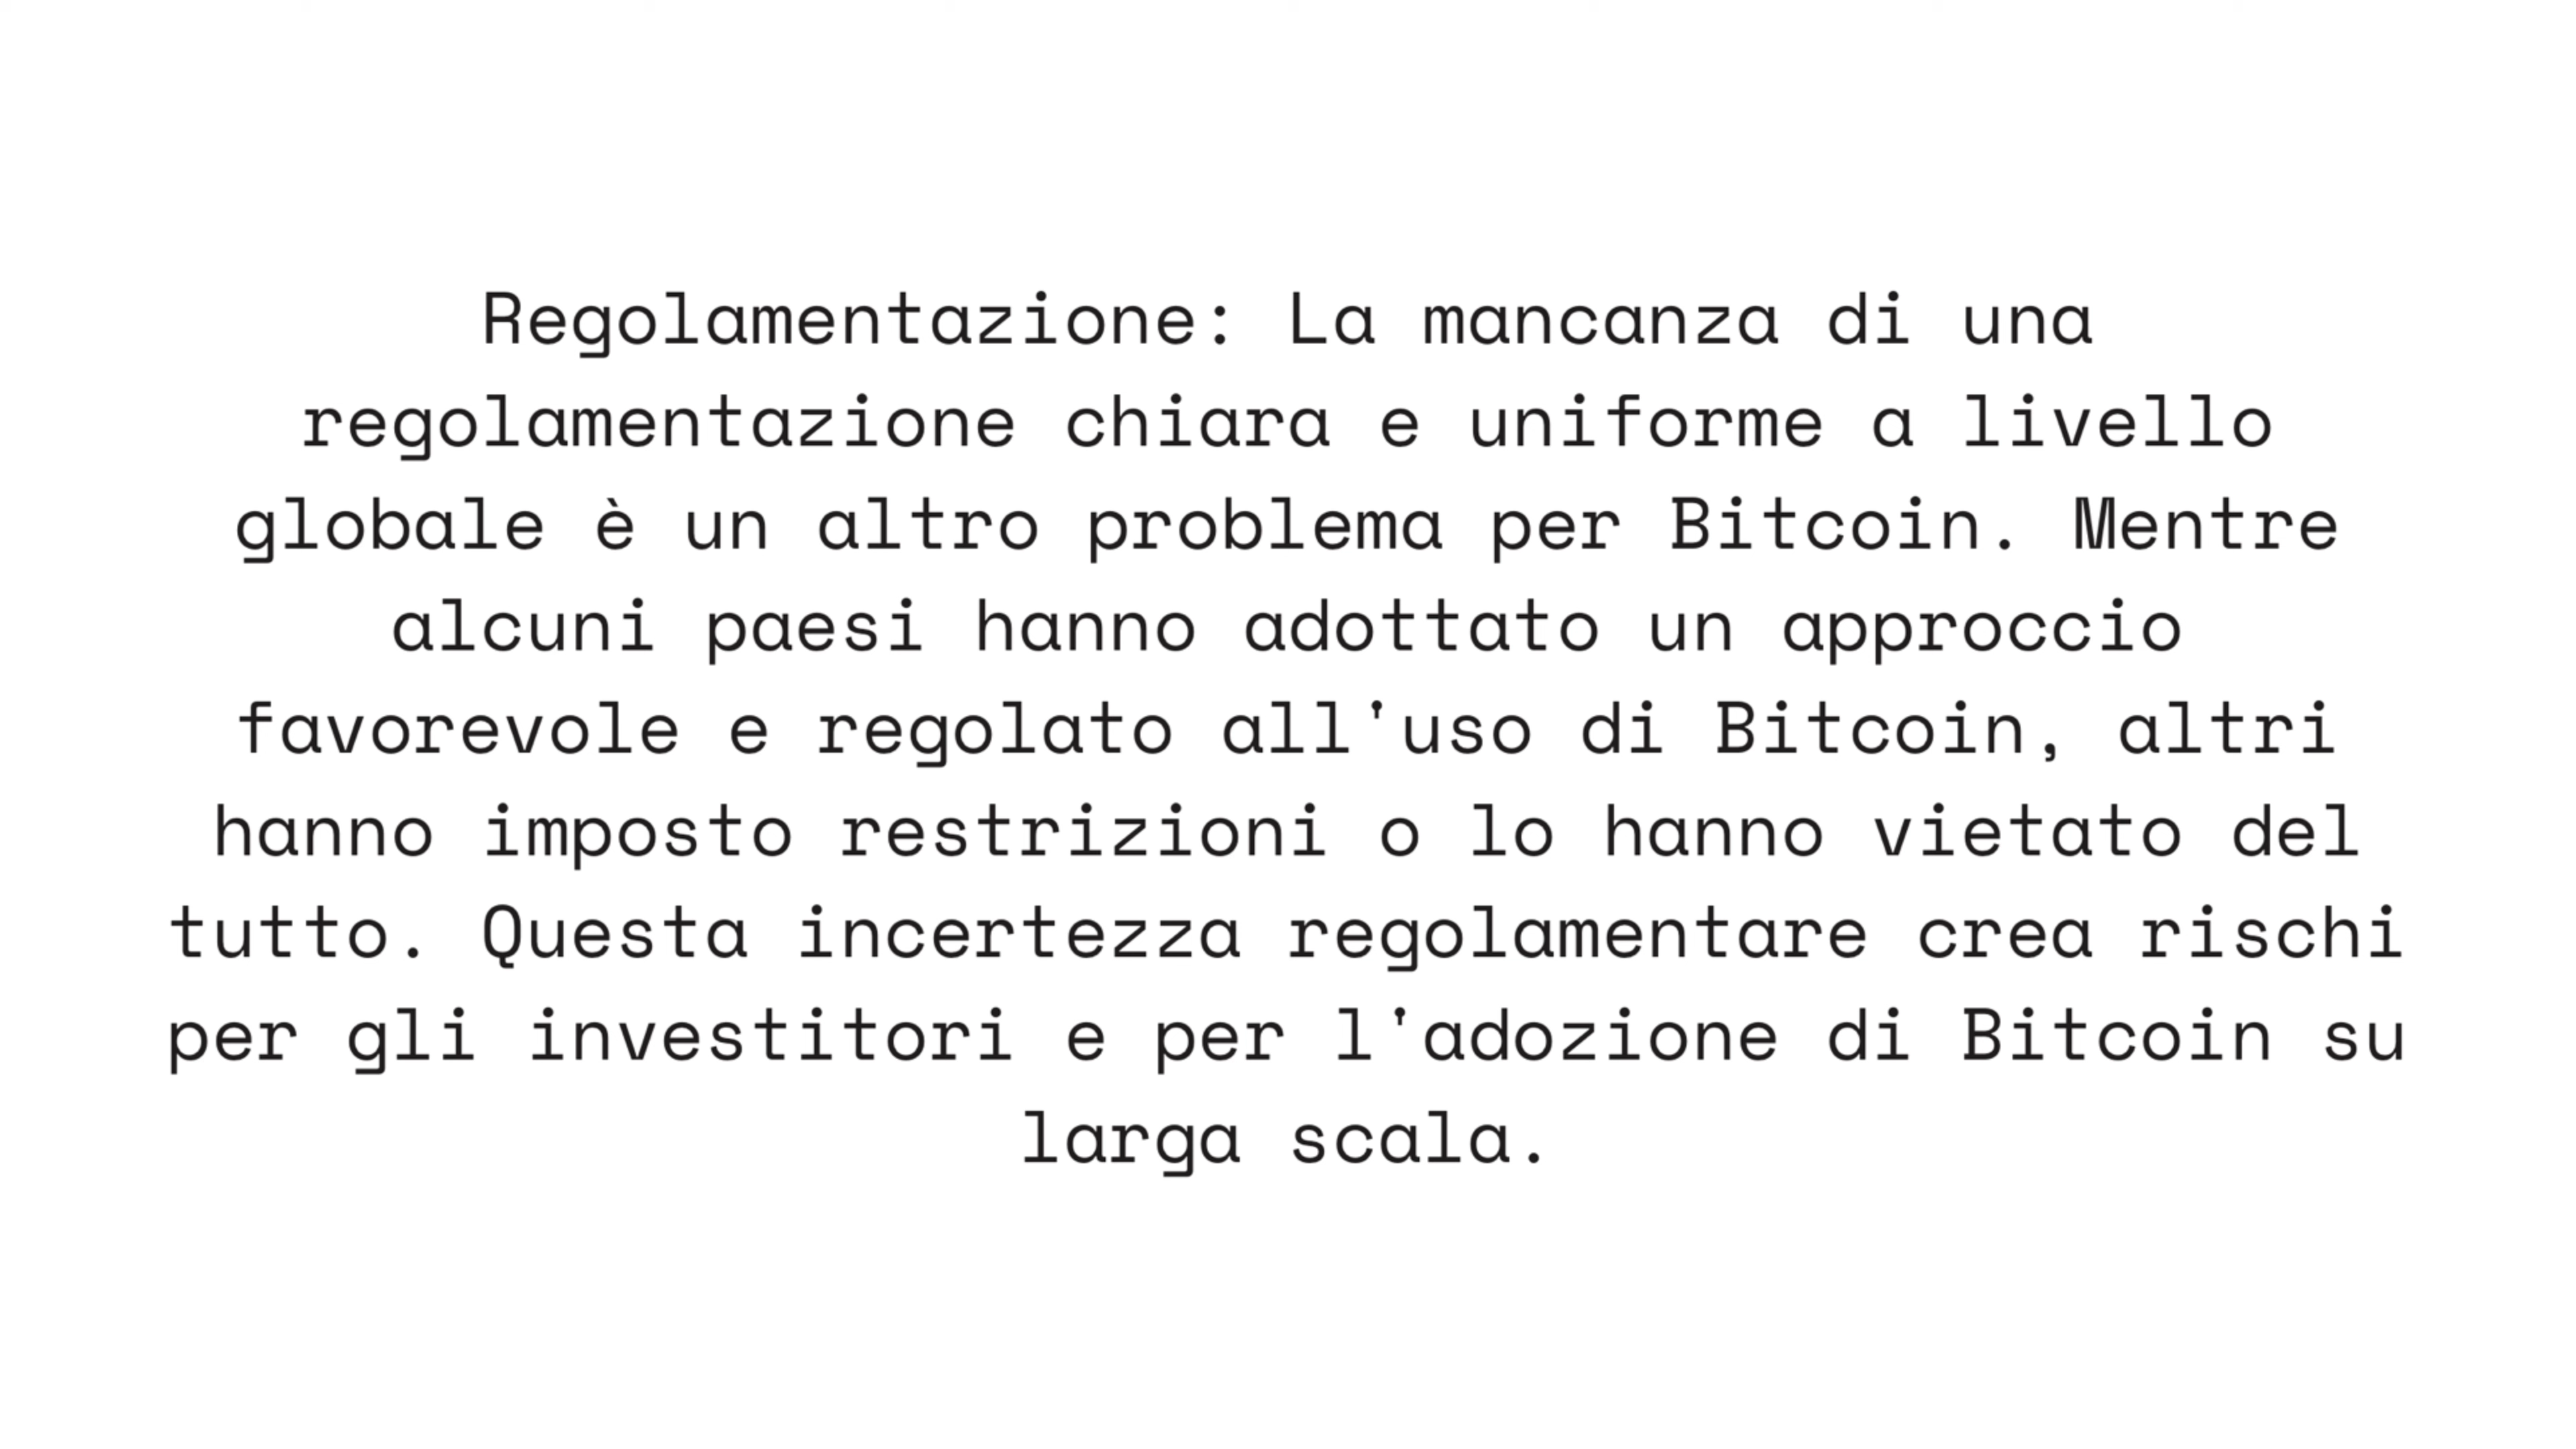 Regolamentazione: La mancanza di una
regolamentazione chiara e uniforme a livello
globale è un altro problema per Bitcoin. Mentre
alcuni paesi hanno adottato un approccio
favorevole e regolato all'uso di Bitcoin, altri
hanno imposto restrizioni o lo hanno vietato del
tutto. Questa incertezza regolamentare crea rischi
per gli investitori e per l'adozione di Bitcoin su
larga scala.